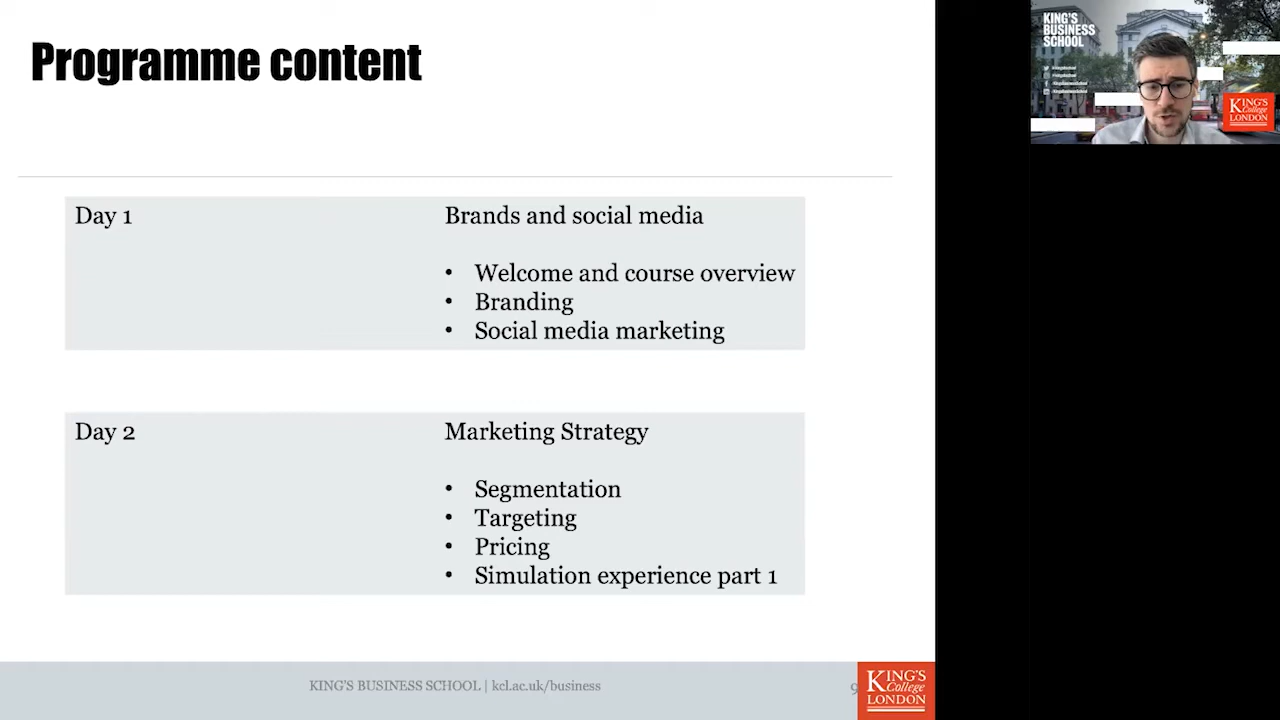 Programme content
Day 1
Brands and social media
• Welcome and course overview
• Branding
• Social media marketing
Day 2
Marketing Strategy
• Segmentation
• Targeting
• Pricing
• Simulation experience part 1
KING'S BUSINESS SCHOOL | kcl.ac.uk/business
9
KING'S
College
LONDON
KING'S
BUSINESS
SCHOOL
KING'S
College
LONDON